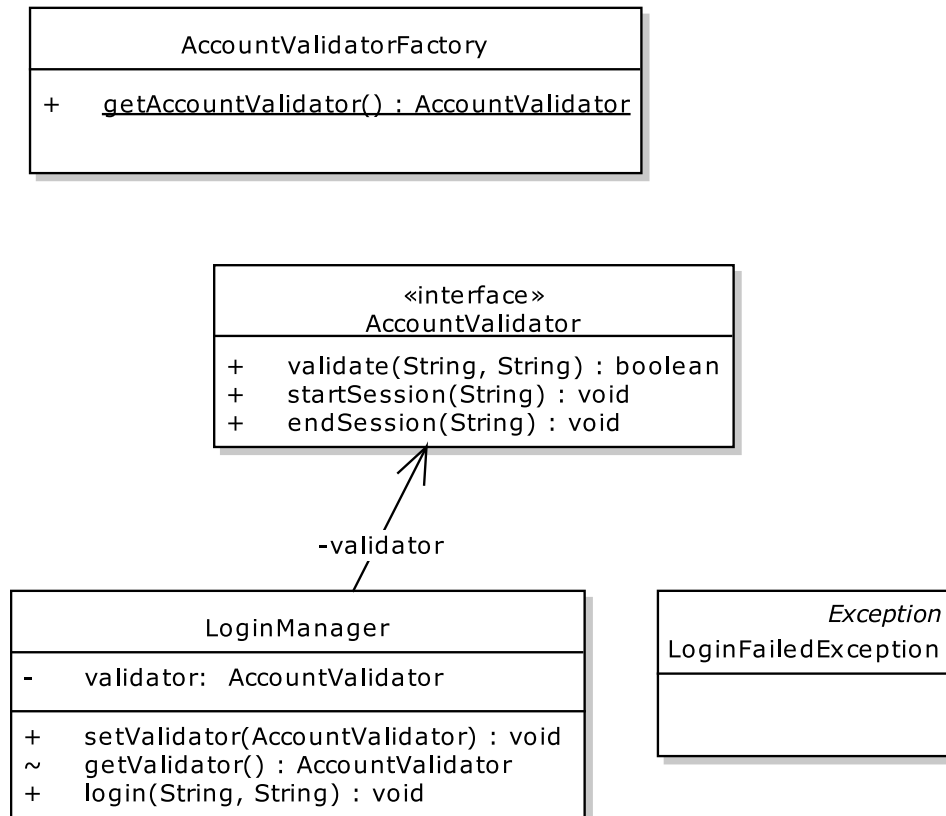 AccountValidatorFactory
+ getAccountValidator() : AccountValidator
«interface»
AccountValidator
+ validate(String, String) : boolean
+ startSession(String) : void
+ endSession(String) : void
-validator
LoginManager
- validator: AccountValidator
+ setValidator(AccountValidator) : void
~ getValidator() : AccountValidator
+ login(String, String) : void
Exception
LoginFailedException